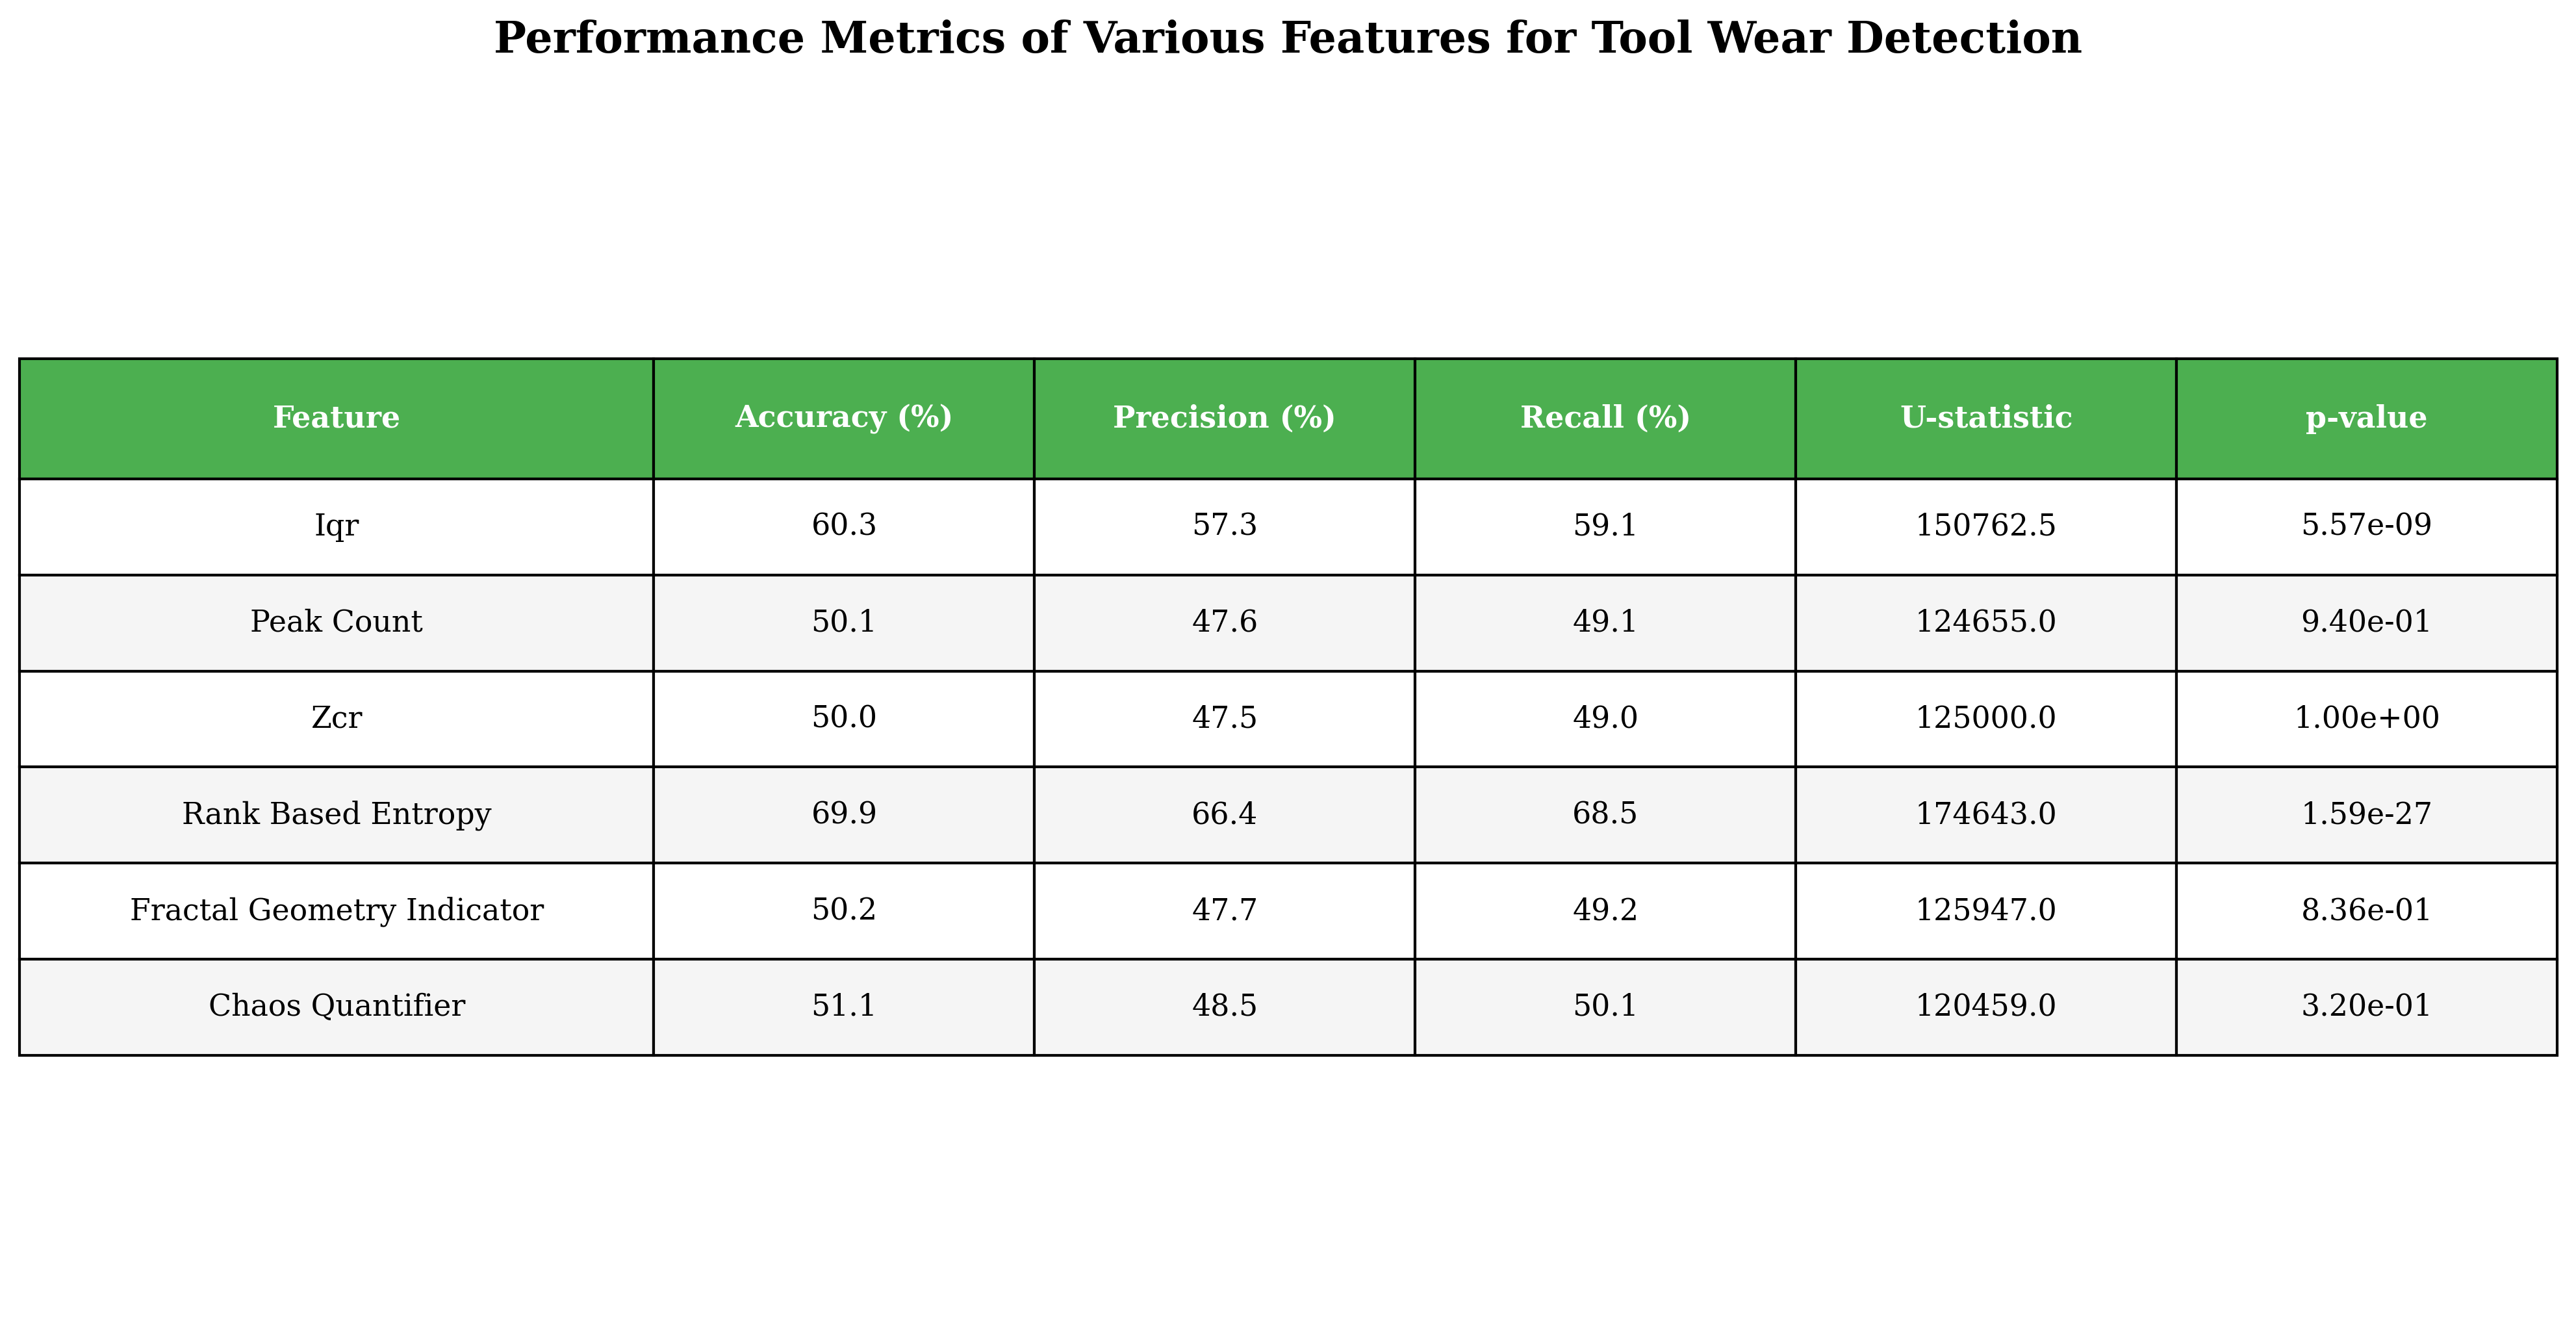 Performance Metrics of Various Features for Tool Wear Detection
Feature Accuracy (%) Precision (%) Recall (%) U-statistic p-value
Iqr 60.3 57.3 59.1 150762.5 5.57e-09
Peak Count 50.1 47.6 49.1 124655.0 9.40e-01
Zcr 50.0 47.5 49.0 125000.0 1.00e+00
Rank Based Entropy 69.9 66.4 68.5 174643.0 1.59e-27
Fractal Geometry Indicator 50.2 47.7 49.2 125947.0 8.36e-01
Chaos Quantifier 51.1 48.5 50.1 120459.0 3.20e-01